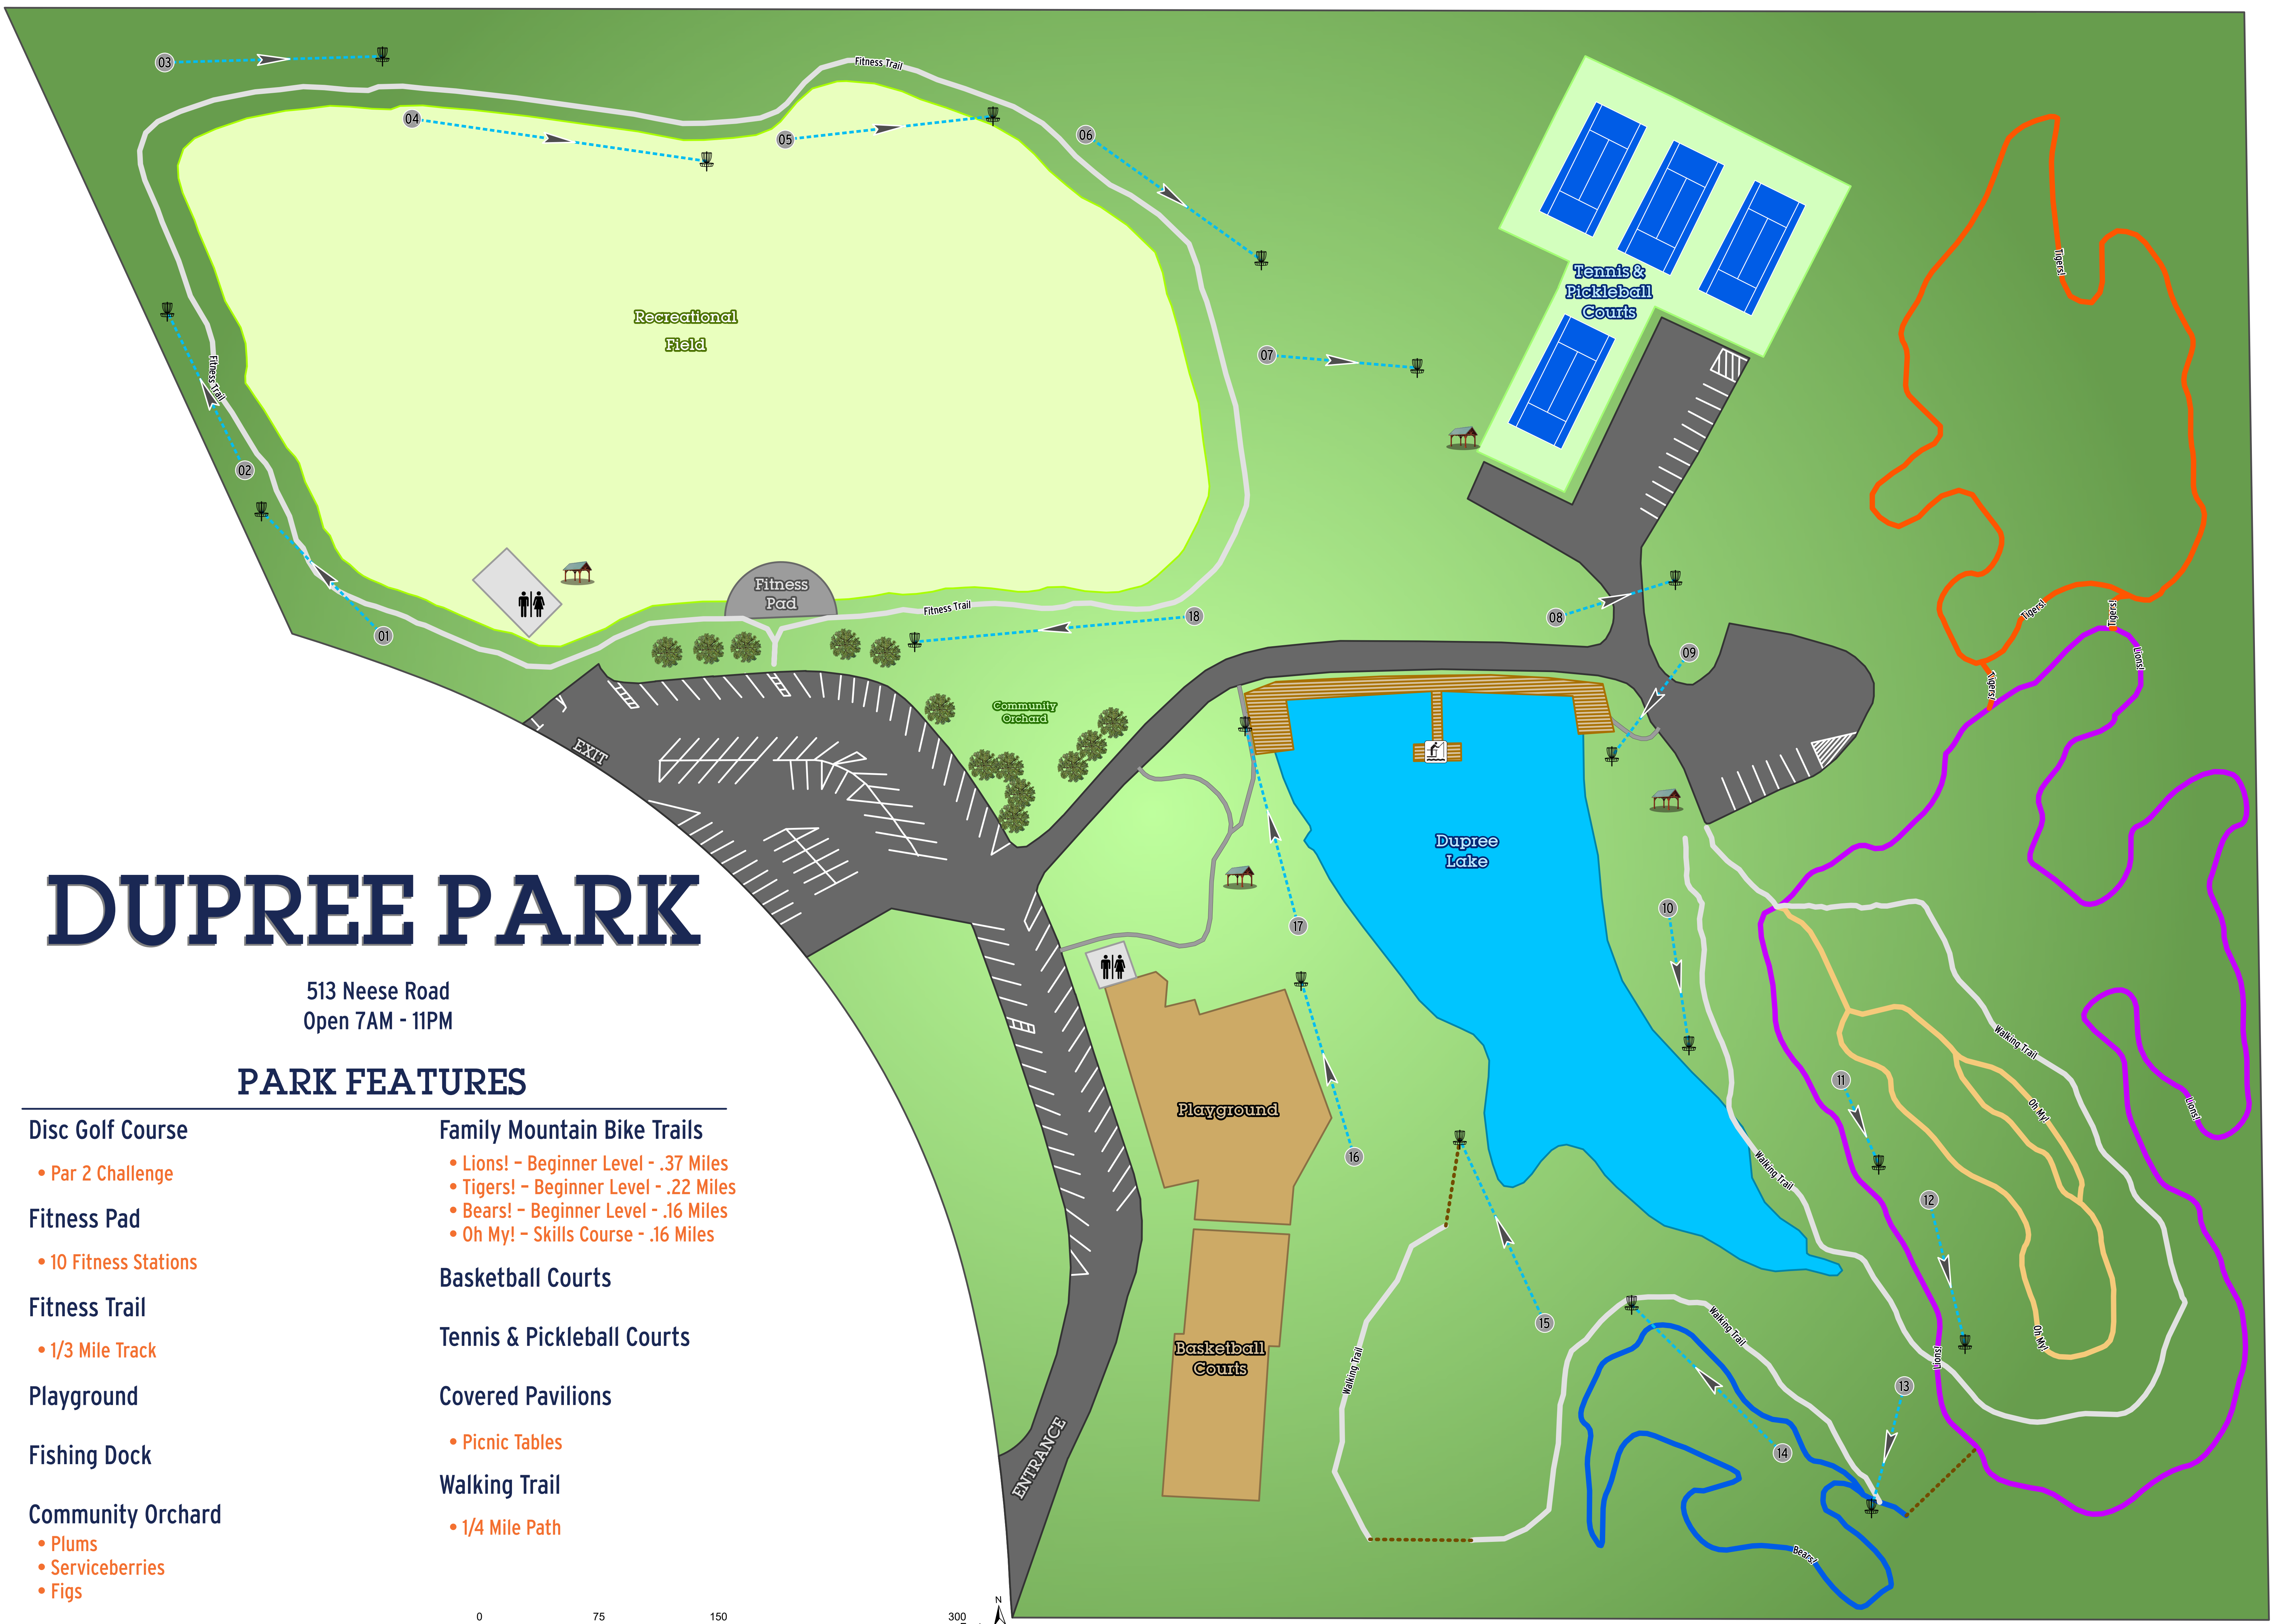 03
Fitness Trail
04
05
06
Tigers!
Tennis &
Pickleball
Courts
Recreational
Field
07
Fitness Trail
02
Fitness
Pad
Fitness Trail
18
08
01
Tigers!
Tigers!
09
Lions!
Tigers!
Community
Orchard
EXIT
Dupree
Lake
DUPREE PARK
10
17
513 Neese Road
Open 7AM - 11PM
Walking Trail
PARK FEATURES
11
Oh My!
Playground
Lions!
16
Walking Trail
12
Disc Golf Course
• Par 2 Challenge
Fitness Pad
• 10 Fitness Stations
Fitness Trail
• 1/3 Mile Track
Playground
Fishing Dock
Community Orchard
• Plums
• Serviceberries
• Figs
Family Mountain Bike Trails
• Lions! – Beginner Level - .37 Miles
• Tigers! – Beginner Level - .22 Miles
• Bears! – Beginner Level - .16 Miles
• Oh My! – Skills Course - .16 Miles
Basketball Courts
Tennis & Pickleball Courts
Covered Pavilions
• Picnic Tables
Walking Trail
• 1/4 Mile Path
15
Walking Trail
Oh My!
Basketball
Courts
Lions!
Walking Trail
13
14
ENTRANCE
Bears!
N
0 75 150 300